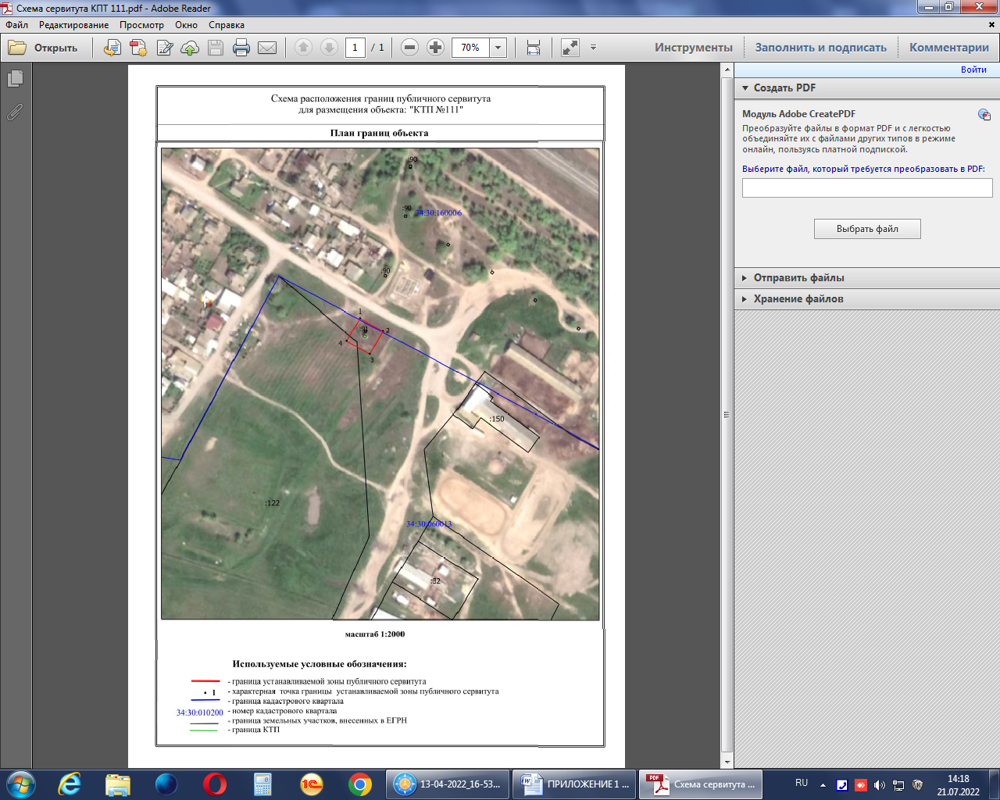 Схема сервитута КПТ 111.pdf - Adobe Reader
Файл Редактирование Просмотр Окно Справка
Открыть 1 / 1 70% Инструменты Заполнить и подписать Комментарии
Войти
Создать PDF
Модуль Adobe CreatePDF
Преобразуйте файлы в формат PDF и с легкостью
объединяйте их с файлами других типов в режиме
онлайн, пользуясь платной подпиской.
Выберите файл, который требуется преобразовать в PDF:
Выбрать файл
Отправить файлы
Хранение файлов
Схема расположения границ публичного сервитута
для размещения объекта: "КТП №111"
План границ объекта
:90
:90
34:30:160006
:90
1
:91
2
4
3
:150
:122
34:30:060013
:32
масштаб 1:2000
Используемые условные обозначения:
- граница устанавливаемой зоны публичного сервитута
1 - характерная точка границы устанавливаемой зоны публичного сервитута
- граница кадастрового квартала
34:30:010200 - номер кадастрового квартала
- граница земельных участков, внесенных в ЕГРН
- граница КТП
13-04-2022_16-53... ПРИЛОЖЕНИЕ 1 ... Схема сервитута ... RU 14:18
21.07.2022